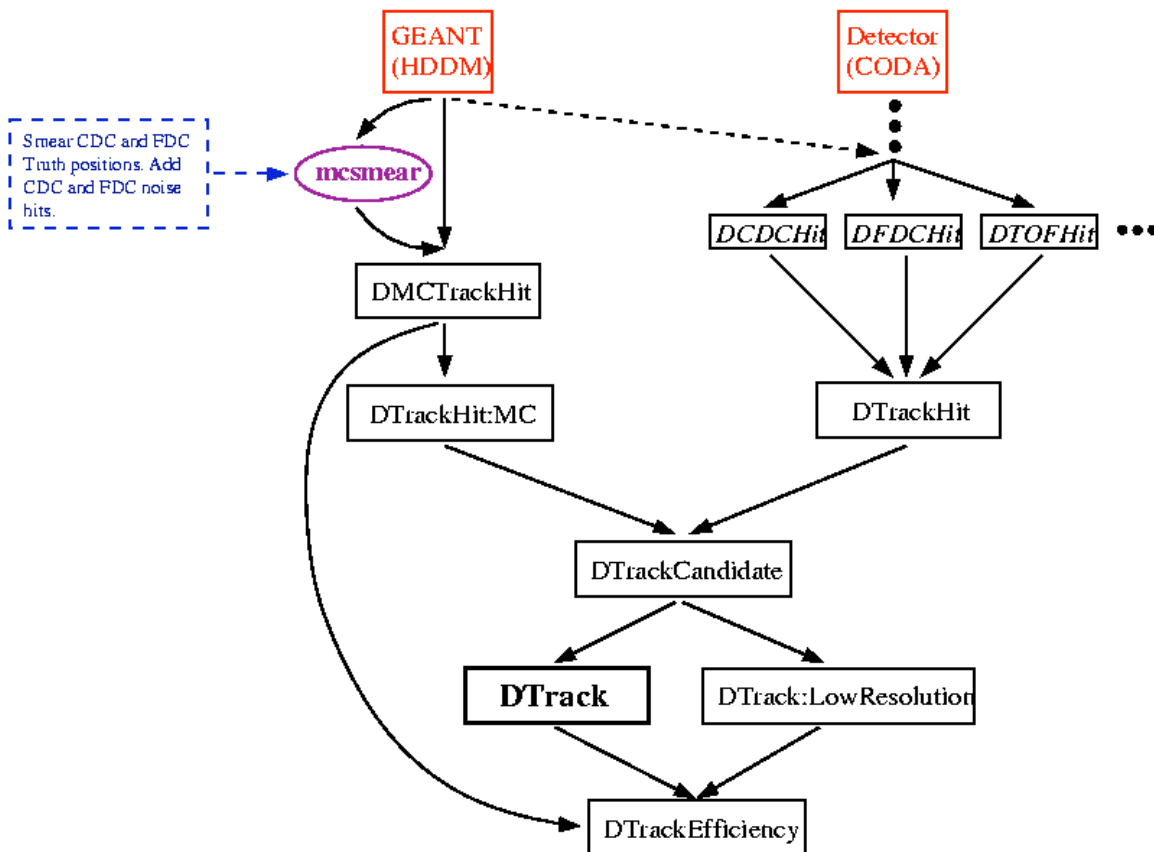 GEANT
(HDDM)
Detector
(CODA)
Smear CDC and FDC
Truth positions. Add
CDC and FDC noise
hits.
mcsmear
DCDCHit
DFDCHit
DTOFHit
DMCTrackHit
DTrackHit:MC
DTrackHit
DTrackCandidate
DTrack
DTrack:LowResolution
DTrackEfficiency